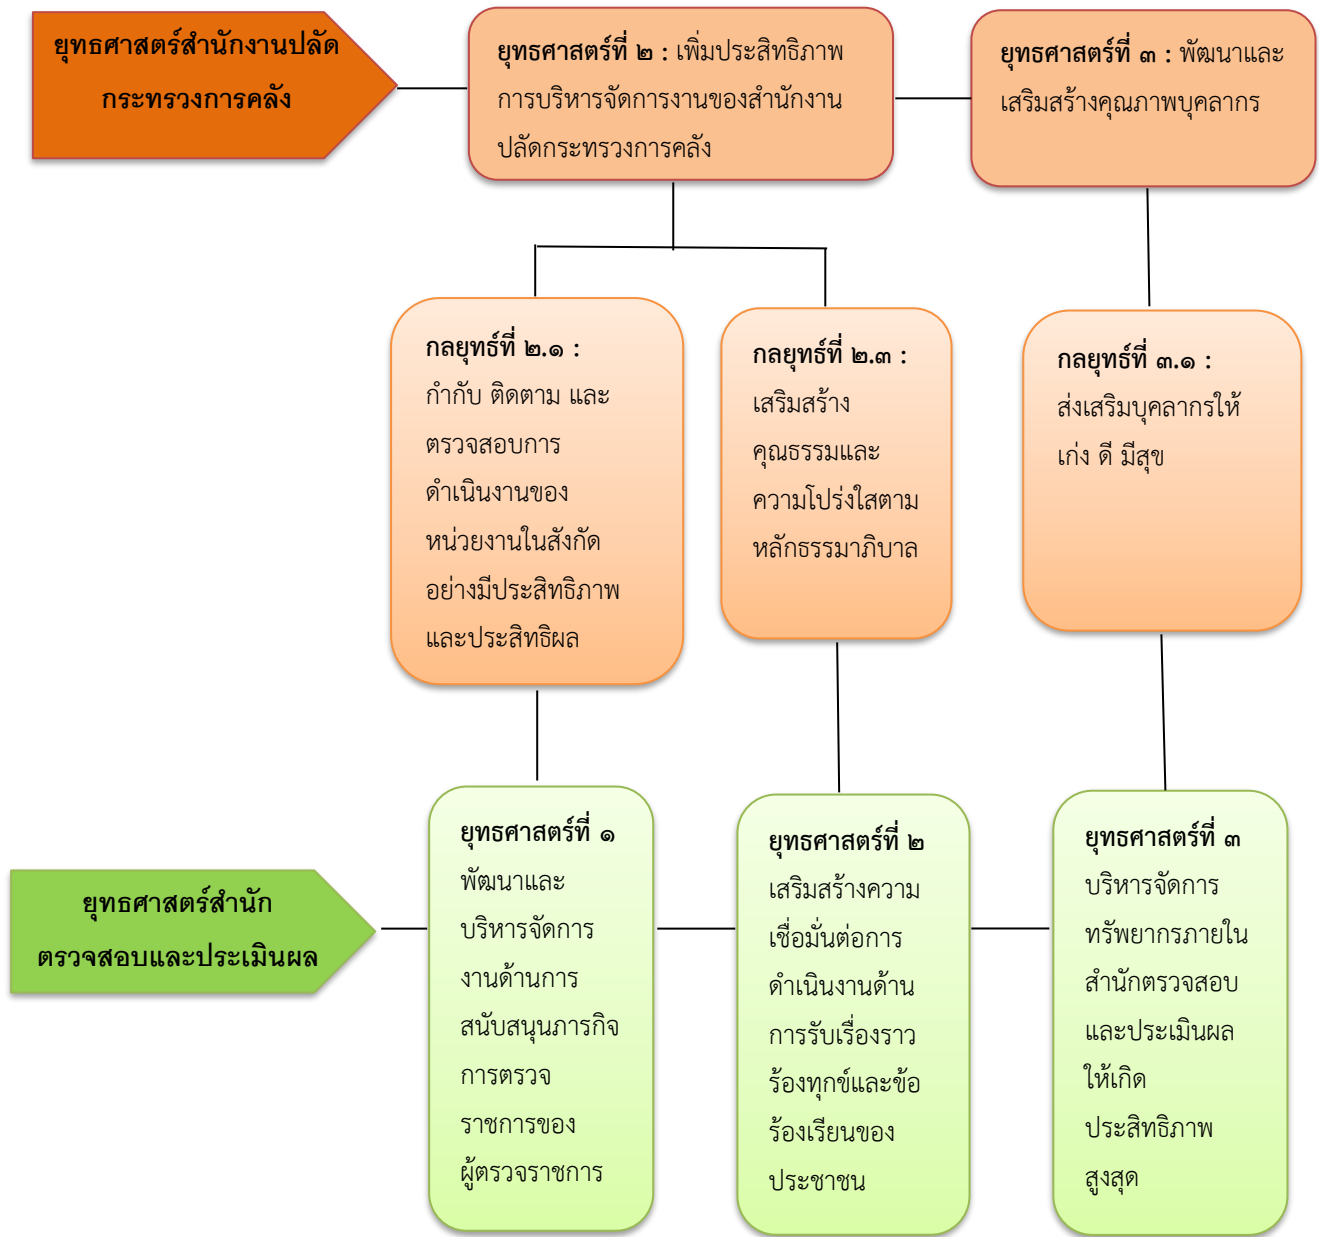 ยุทธศาสตร์สำนักงานปลัด
กระทรวงการคลัง
ยุทธศาสตร์ที่ ๒ : เพิ่มประสิทธิภาพ
การบริหารจัดการงานของสำนักงาน
ปลัดกระทรวงการคลัง
ยุทธศาสตร์ที่ ๓ : พัฒนาและ
เสริมสร้างคุณภาพบุคลากร
กลยุทธ์ที่ ๒.๑ :
กำกับ ติดตาม และ
ตรวจสอบการ
ดำเนินงานของ
หน่วยงานในสังกัด
อย่างมีประสิทธิภาพ
และประสิทธิผล
กลยุทธ์ที่ ๒.๓ :
เสริมสร้าง
คุณธรรมและ
ความโปร่งใสตาม
หลักธรรมาภิบาล
กลยุทธ์ที่ ๓.๑ :
ส่งเสริมบุคลากรให้
เก่ง ดี มีสุข
ยุทธศาสตร์สำนัก
ตรวจสอบและประเมินผล
ยุทธศาสตร์ที่ ๑
พัฒนาและ
บริหารจัดการ
งานด้านการ
สนับสนุนภารกิจ
การตรวจ
ราชการของ
ผู้ตรวจราชการ
ยุทธศาสตร์ที่ ๒
เสริมสร้างความ
เชื่อมั่นต่อการ
ดำเนินงานด้าน
การรับเรื่องราว
ร้องทุกข์และข้อ
ร้องเรียนของ
ประชาชน
ยุทธศาสตร์ที่ ๓
บริหารจัดการ
ทรัพยากรภายใน
สำนักตรวจสอบ
และประเมินผล
ให้เกิด
ประสิทธิภาพ
สูงสุด